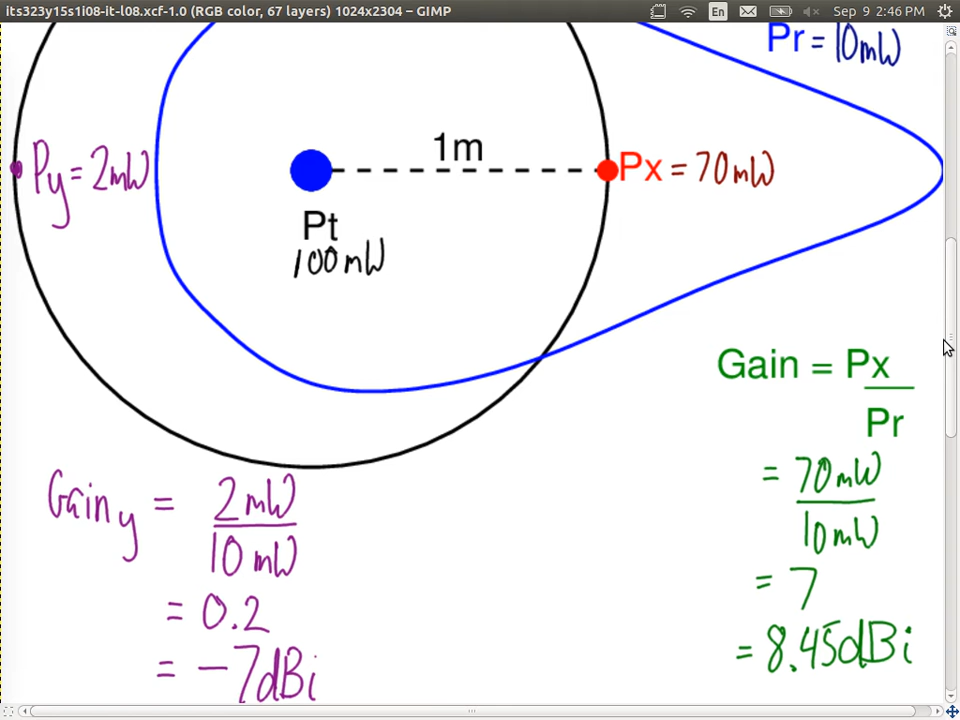 its323y15s1i08-it-l08.xcf-1.0 (RGB color, 67 layers) 1024x2304 – GIMP
En
Sep 9 2:46 PM
Pr = 10mW
1m
Py = 2mW
Px = 70mW
Pt
100mW
Gain = Px
Pr
= 70mW
10mW
= 7
= 8.45dBi
Gain y = 2mW
10mW
= 0.2
= -7dBi